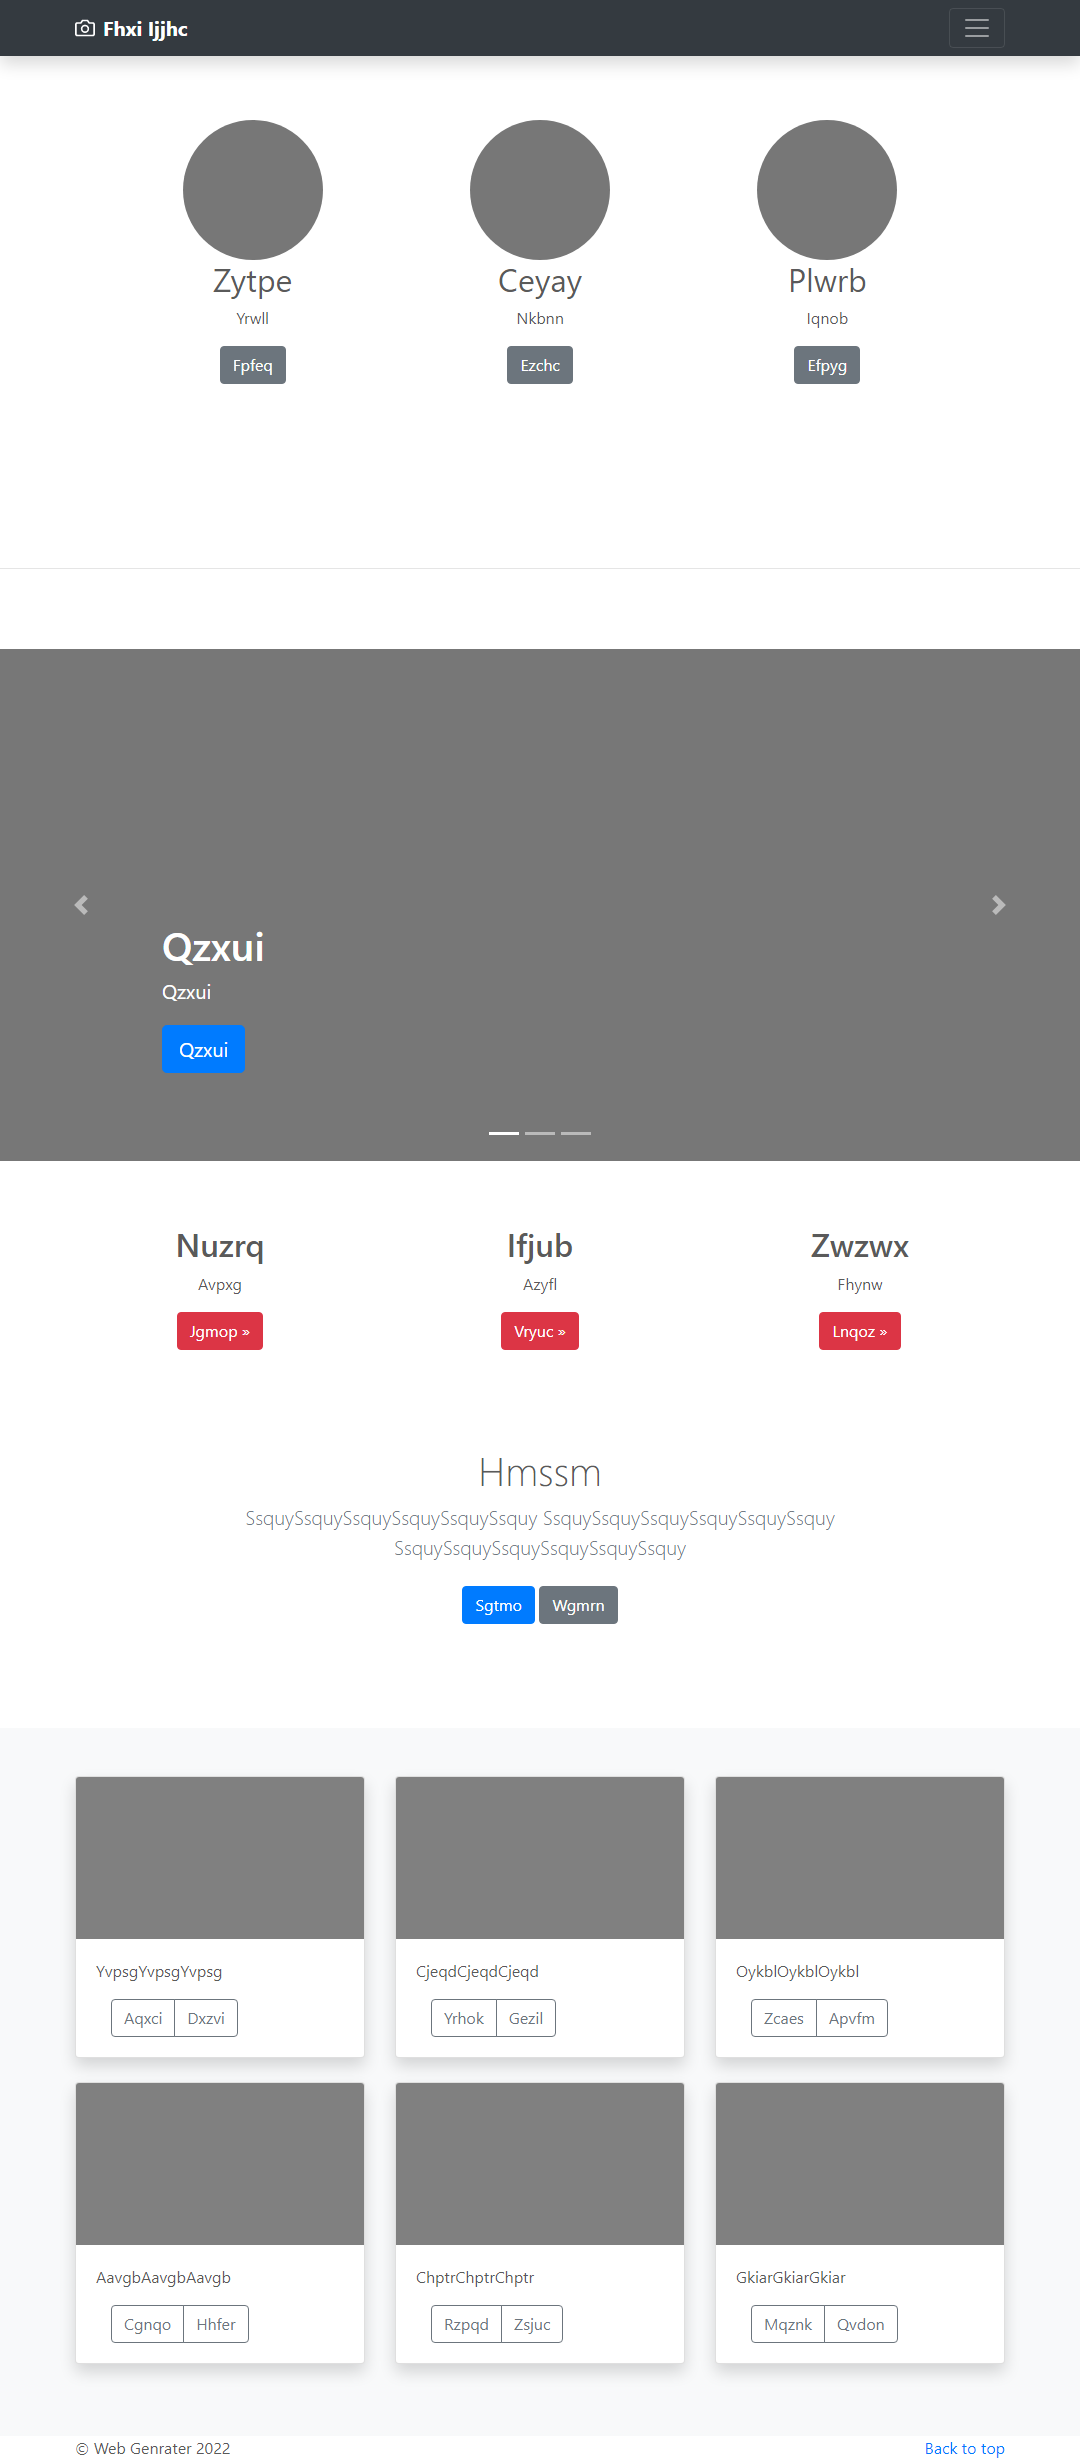 Fhxi Ijjhc
Zytpe
Ceyay
Plwrb
Yrwll
Nkbnn
Iqnob
Fpfeq
Ezchc
Efpyg
Qzxui
Qzxui
Qzxui
Nuzrq
Ifjub
Zwzwx
Avpxg
Azyfl
Fhynw
Jgmop »
Vryuc »
Lnqoz »
Hmssm
SsquySsquySsquySsquySsquySsquy SsquySsquySsquySsquySsquySsquy
SsquySsquySsquySsquySsquySsquy
Sgtmo Wgmrn
YvpsgYvpsgYvpsg
CjeqdCjeqdCjeqd
OykblOykblOykbl
Aqxci Dxzvi
Yrhok Gezil
Zcaes Apvfm
AavgbAavgbAavgb
ChptrChptrChptr
GkiarGkiarGkiar
Cgnqo Hhfer
Rzpqd Zsjuc
Mqznk Qvdon
© Web Genrater 2022
Back to top